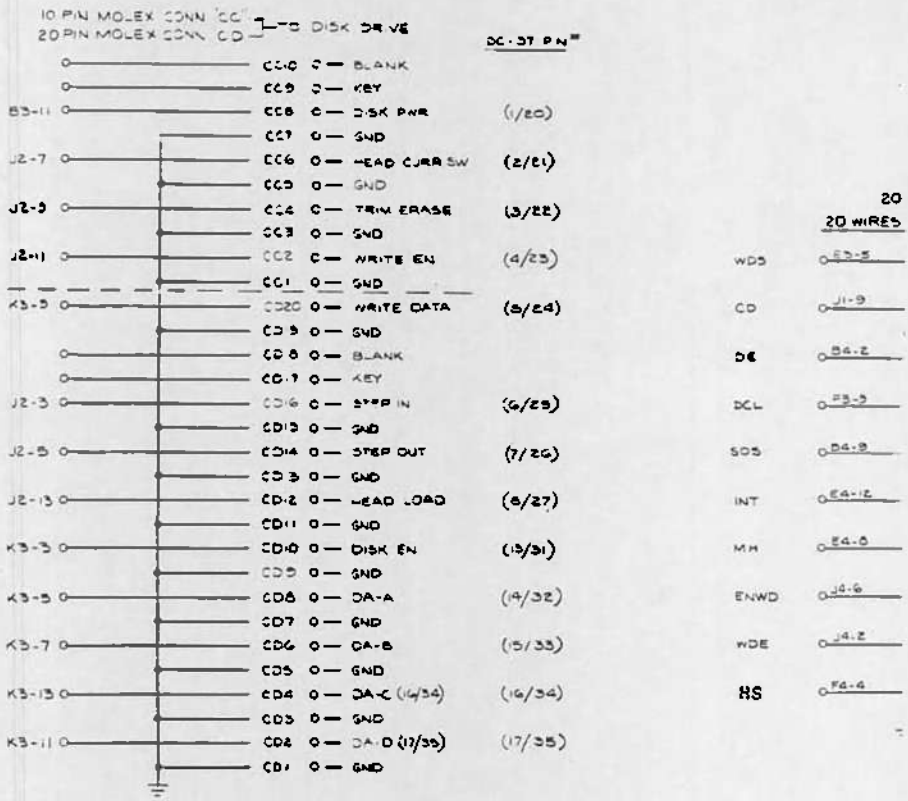 10 PIN MOLEX CONN "CC"
20 PIN MOLEX CONN CD
TO DISK DRIVE
DC-37 PIN#
CC10 BLANK
CC9 KEY
B3-11 CC8 DISK PWR (1/20)
CC7 GND
J2-7 CC6 HEAD CURR SW (2/21)
CC5 GND
J2-9 CC4 TRIM ERASE (3/22)
CC3 GND
J2-11 CC2 WRITE EN (4/23)
CC1 GND
K3-9 CD20 WRITE DATA (5/24)
CD19 GND
CD18 BLANK
CD17 KEY
J2-3 CD16 STEP IN (6/25)
CD15 GND
J2-5 CD14 STEP OUT (7/26)
CD13 GND
J2-13 CD12 HEAD LOAD (8/27)
CD11 GND
K3-3 CD10 DISK EN (13/31)
CD9 GND
K3-5 CD8 DA-A (14/32)
CD7 GND
K3-7 CD6 DA-B (15/33)
CD5 GND
K3-13 CD4 DA-C (16/34) (16/34)
CD3 GND
K3-11 CD2 DA-D (17/35) (17/35)
CD1 GND
20
20 WIRES
WDS E3-5
CD J1-9
DE B4-2
DCL F3-9
SOS B4-9
INT E4-12
MH E4-8
ENWD J4-6
WDE J4-2
HS F4-4